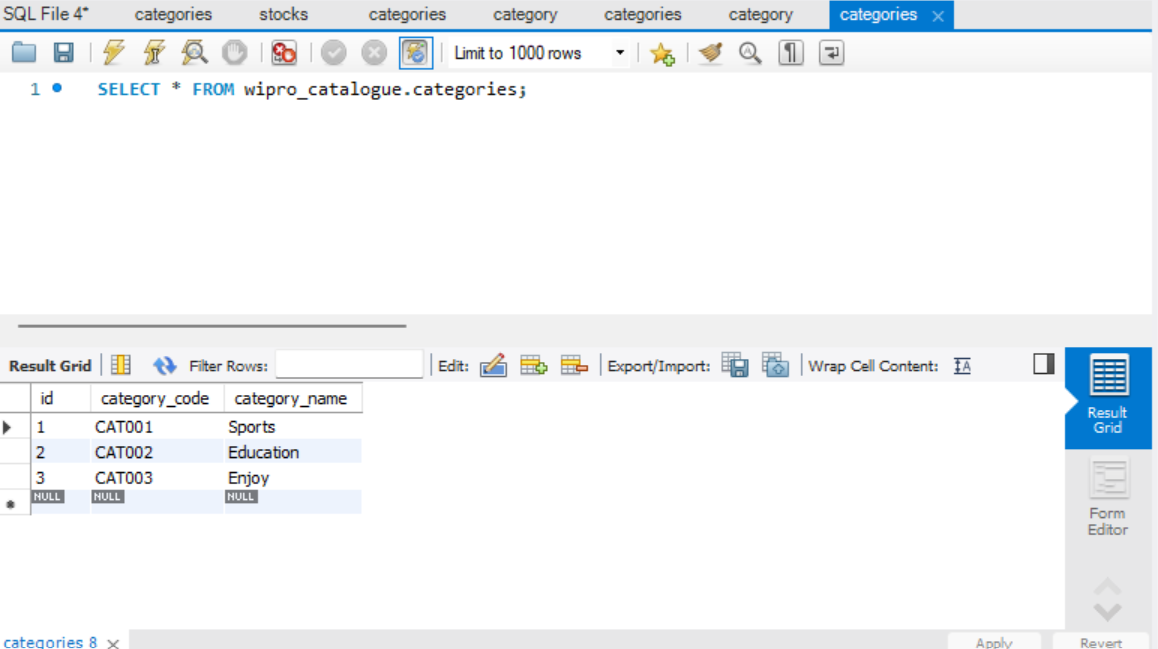 SQL File 4* categories stocks categories category categories category categories
Limit to 1000 rows
1 SELECT * FROM wipro_catalogue.categories;
Result Grid Filter Rows: Edit: Export/Import: Wrap Cell Content: IA
id category_code category_name
1 CAT001 Sports
2 CAT002 Education
3 CAT003 Enjoy
NULL NULL NULL
Result
Grid
Form
Editor
categories 8 Apply Revert